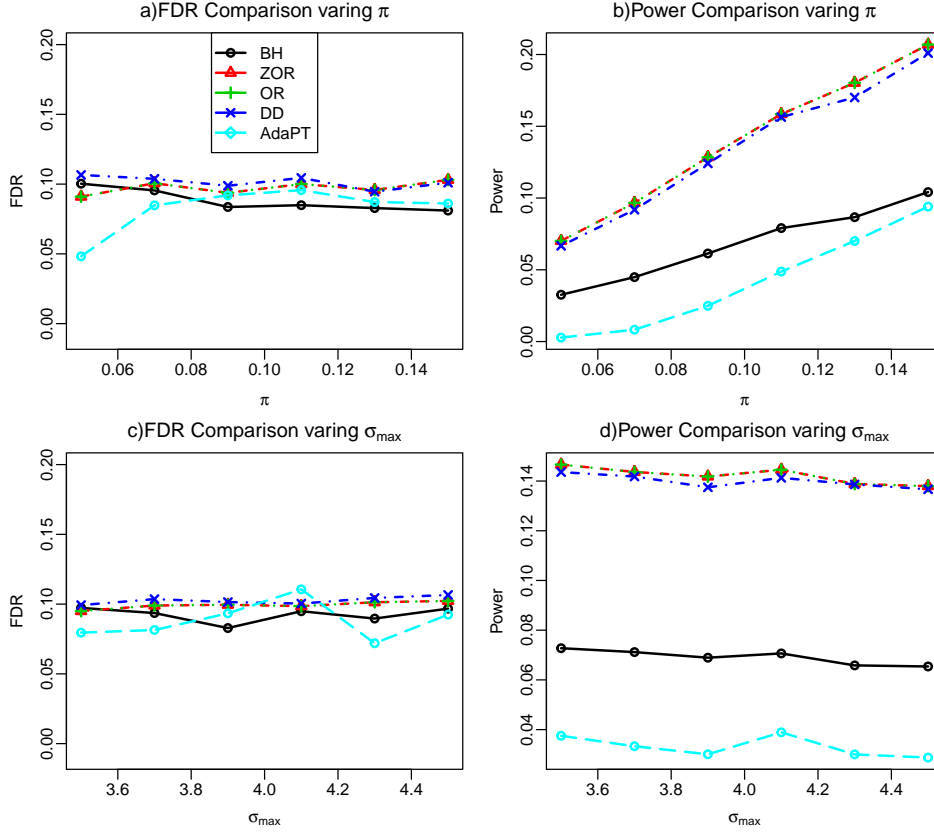 a)FDR Comparison varing π
FDR
0.00 0.05 0.10 0.15 0.20
BH
ZOR
OR
DD
AdaPT
0.06 0.08 0.10 0.12 0.14
π
b)Power Comparison varing π
Power
0.00 0.05 0.10 0.15 0.20
0.06 0.08 0.10 0.12 0.14
π
c)FDR Comparison varing σmax
FDR
0.00 0.05 0.10 0.15 0.20
3.6 3.8 4.0 4.2 4.4
σmax
d)Power Comparison varing σmax
Power
0.04 0.06 0.08 0.10 0.12 0.14
3.6 3.8 4.0 4.2 4.4
σmax